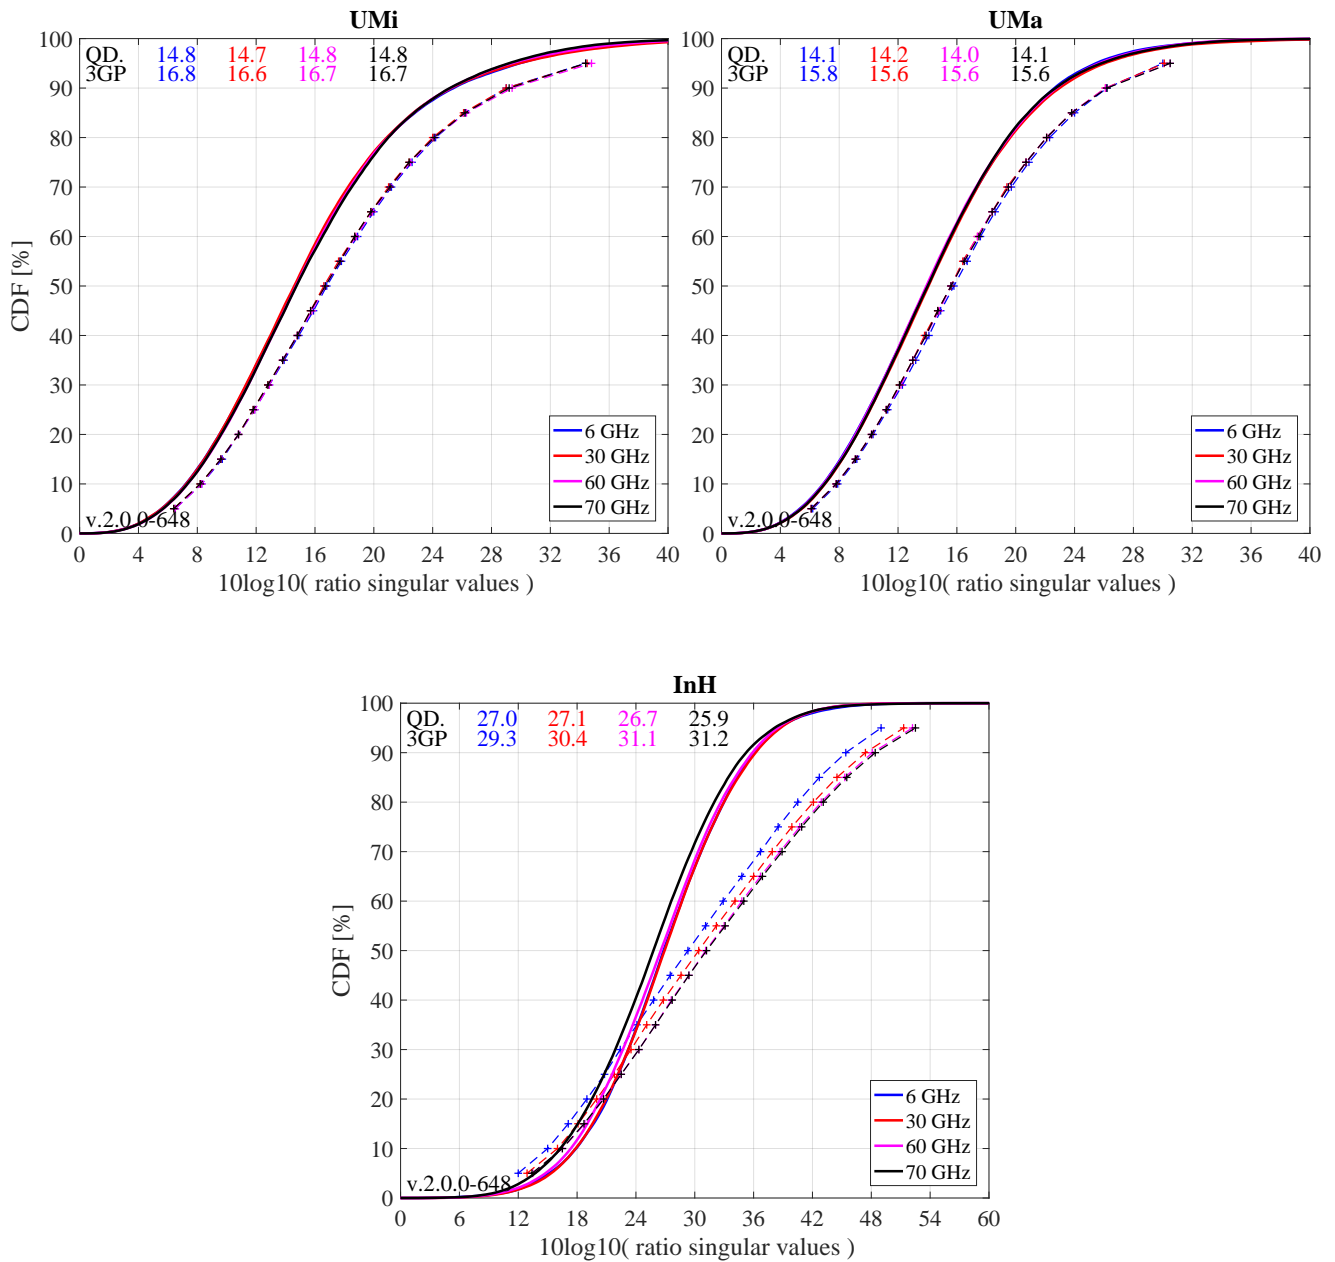 UMi
QD. 14.8 14.7 14.8 14.8
3GP 16.8 16.6 16.7 16.7
100
90
80
70
60
50
40
30
20
10
0
CDF [%]
6 GHz
30 GHz
60 GHz
70 GHz
v.2.0.0-648
0 4 8 12 16 20 24 28 32 36 40
10log10( ratio singular values )
UMa
QD. 14.1 14.2 14.0 14.1
3GP 15.8 15.6 15.6 15.6
100
90
80
70
60
50
40
30
20
10
0
6 GHz
30 GHz
60 GHz
70 GHz
v.2.0.0-648
0 4 8 12 16 20 24 28 32 36 40
10log10( ratio singular values )
InH
QD. 27.0 27.1 26.7 25.9
3GP 29.3 30.4 31.1 31.2
100
90
80
70
60
50
40
30
20
10
0
CDF [%]
6 GHz
30 GHz
60 GHz
70 GHz
v.2.0.0-648
0 6 12 18 24 30 36 42 48 54 60
10log10( ratio singular values )